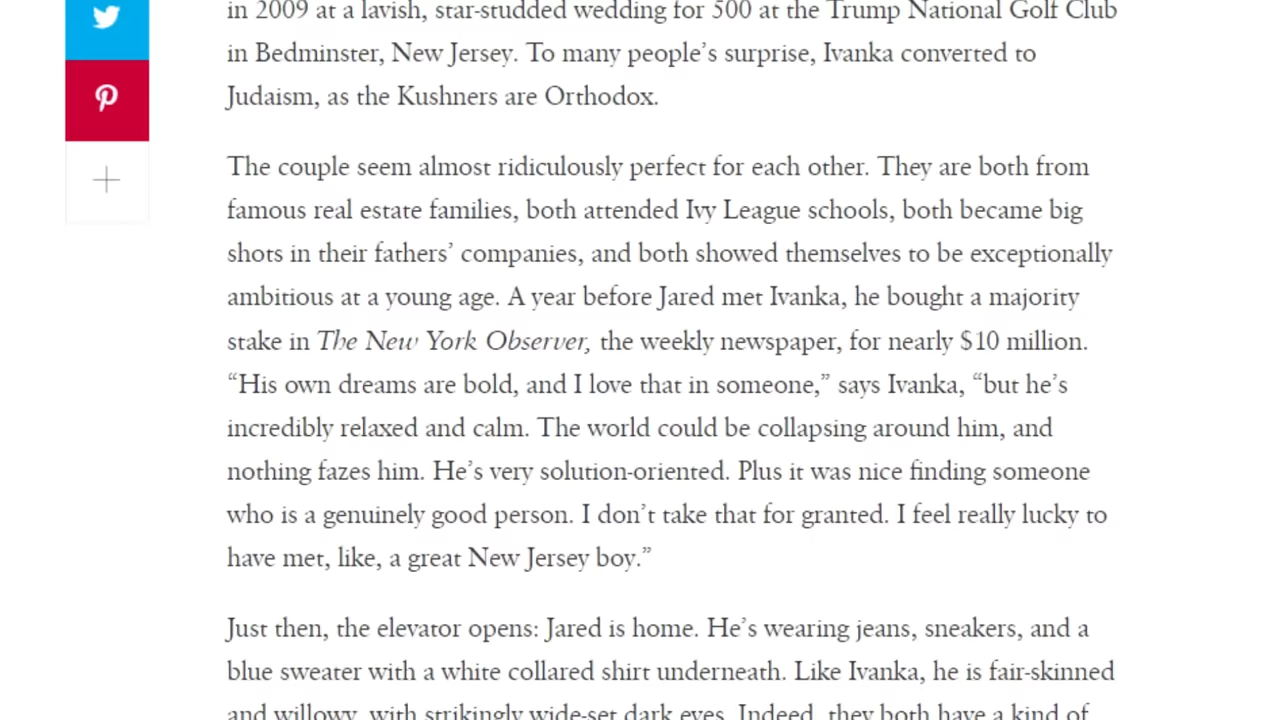 in 2009 at a lavish, star-studded wedding for 500 at the Trump National Golf Club
in Bedminster, New Jersey. To many people’s surprise, Ivanka converted to
Judaism, as the Kushners are Orthodox.
The couple seem almost ridiculously perfect for each other. They are both from
famous real estate families, both attended Ivy League schools, both became big
shots in their fathers’ companies, and both showed themselves to be exceptionally
ambitious at a young age. A year before Jared met Ivanka, he bought a majority
stake in The New York Observer, the weekly newspaper, for nearly $10 million.
“His own dreams are bold, and I love that in someone,” says Ivanka, “but he’s
incredibly relaxed and calm. The world could be collapsing around him, and
nothing fazes him. He’s very solution-oriented. Plus it was nice finding someone
who is a genuinely good person. I don’t take that for granted. I feel really lucky to
have met, like, a great New Jersey boy.”
Just then, the elevator opens: Jared is home. He’s wearing jeans, sneakers, and a
blue sweater with a white collared shirt underneath. Like Ivanka, he is fair-skinned
and willowy, with strikingly wide-set dark eyes. Indeed, they both have a kind of